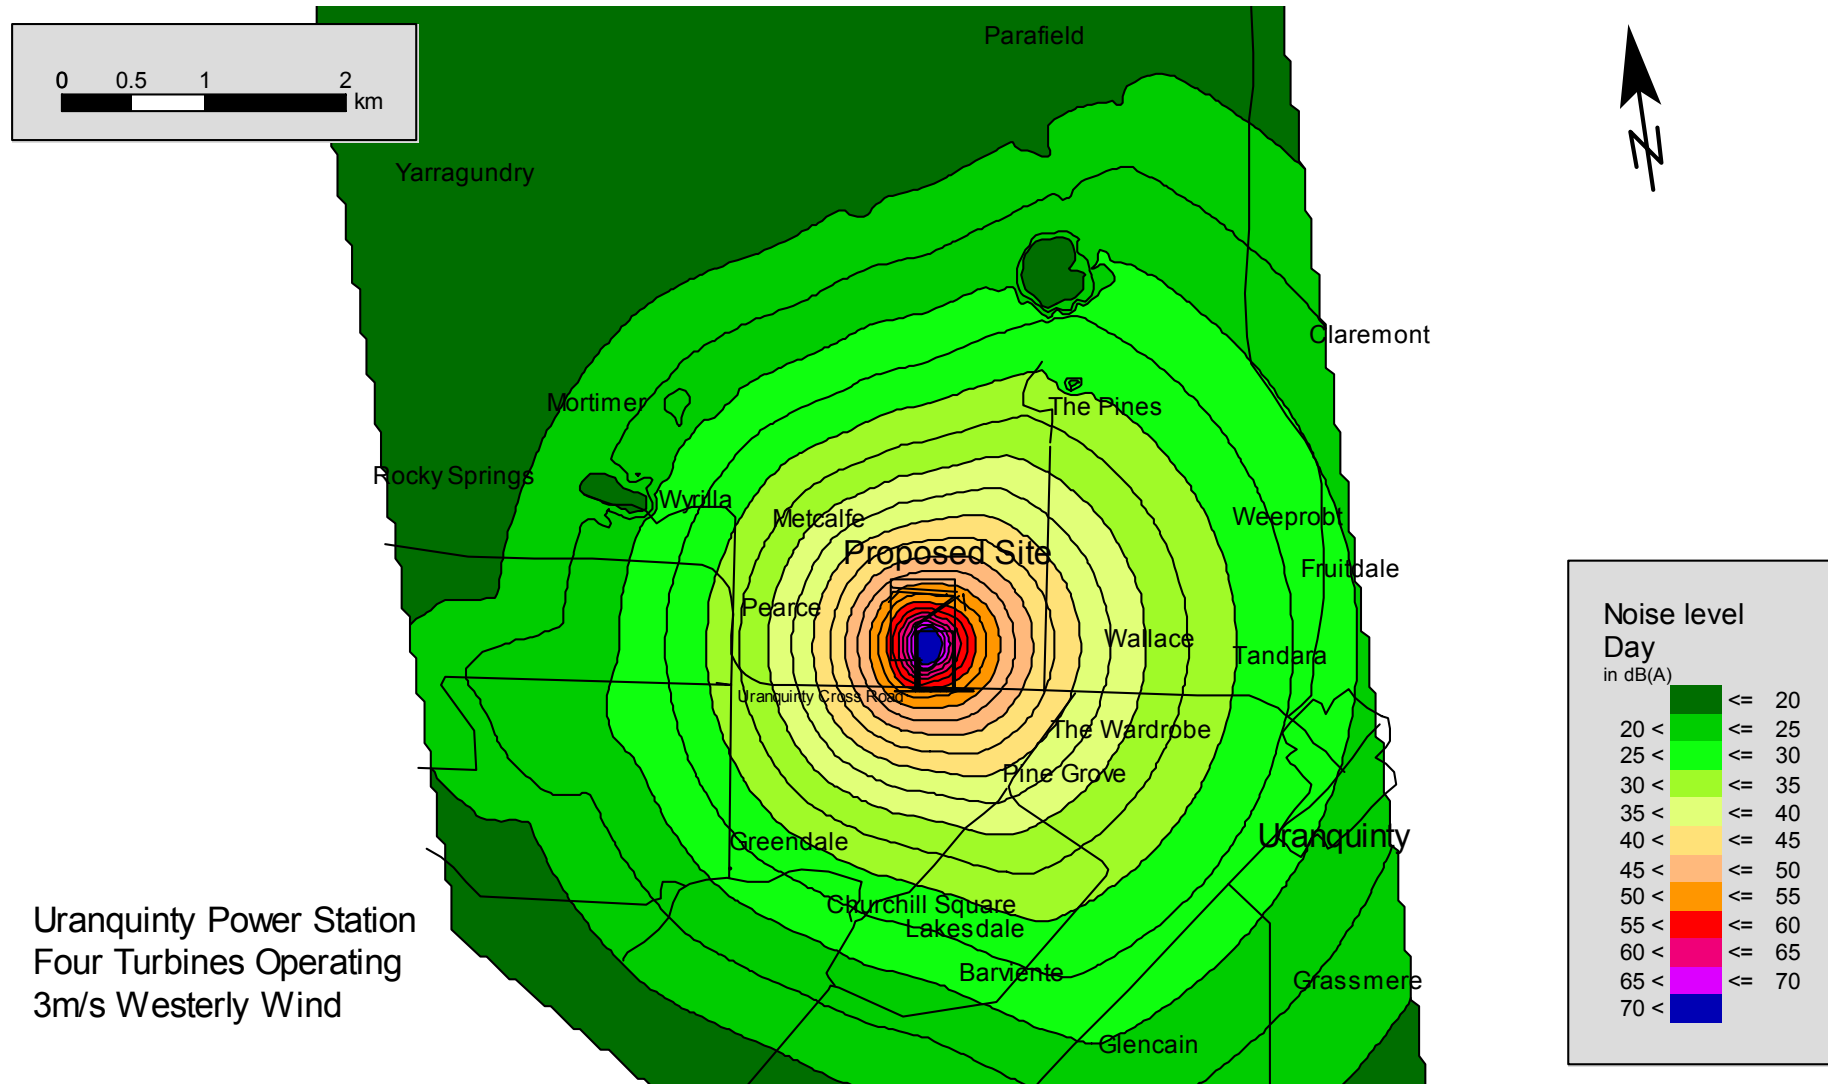 Parafield
0 0.5 1 2
km
Yarragundry
N
Claremont
Mortimer
The Pines
Rocky Springs
Wyrilla
Metcalfe
Weeprobt
Proposed Site
Fruitdale
Pearce
Wallace
Tandara
Uranquinty Cross Road
The Wardrobe
Pine Grove
Greendale
Uranquinty
Churchill Square
Lakesdale
Barviente
Grassmere
Glencain
Uranquinty Power Station
Four Turbines Operating
3m/s Westerly Wind
Noise level
Day
in dB(A)
<= 20
20 < <= 25
25 < <= 30
30 < <= 35
35 < <= 40
40 < <= 45
45 < <= 50
50 < <= 55
55 < <= 60
60 < <= 65
65 < <= 70
70 <